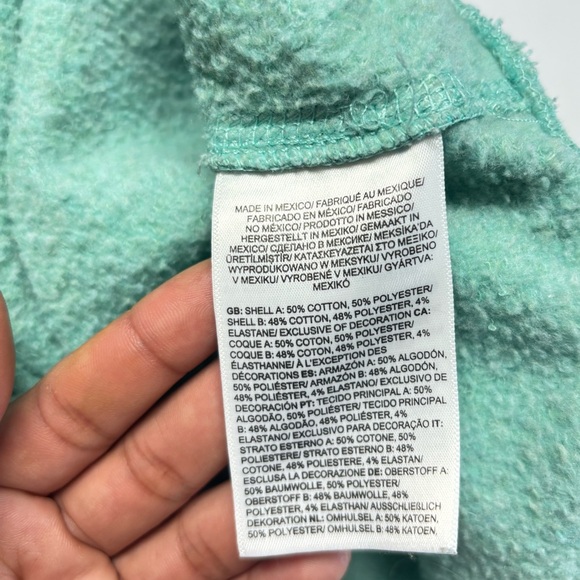 MADE IN MEXICO/ FABRIQUÉ AU MEXIQUE/
FABRICADO EN MÉXICO/ FABRICADO
NO MÉXICO/ PRODOTTO IN MESSICO/
HERGESTELLT IN MEXIKO/ GEMAAKT IN
MEXICO/ СДЕЛАНО В МЕКСИКЕ/ MEKSİKA'DA
ÜRETİLMİŞTİR/ ΚΑΤΑΣΚΕΥΑΖΕΤΑΙ ΣΤΟ ΜΕΞΙΚΟ/
WYPRODUKOWANO W MEKSYKU/ VYROBENO
V MEXIKU/ VYROBENÉ V MEXIKU/ GYÁRTVA:
MEXIKÓ
GB: SHELL A: 50% COTTON, 50% POLYESTER/
SHELL B: 48% COTTON, 48% POLYESTER, 4%
ELASTANE/ EXCLUSIVE OF DECORATION CA:
COQUE A: 50% COTON, 50% POLYESTER/
COQUE B: 48% COTON, 48% POLYESTER, 4%
ÉLASTHANNE/ À L'EXCEPTION DES
DÉCORATIONS ES: ARMAZÓN A: 50% ALGODÓN,
50% POLIÉSTER/ ARMAZÓN B: 48% ALGODÓN,
48% POLIÉSTER, 4% ELASTANO/ EXCLUSIVO DE
DECORACIÓN PT: TECIDO PRINCIPAL A: 50%
ALGODÃO, 50% POLIÉSTER/ TECIDO PRINCIPAL
B: 48% ALGODÃO, 48% POLIÉSTER, 4%
ELASTANO/ EXCLUSIVO PARA DECORAÇÃO IT:
STRATO ESTERNO A: 50% COTONE, 50%
POLIESTERE/ STRATO ESTERNO B: 48%
COTONE, 48% POLIESTERE, 4% ELASTAN/
ESCLUSA LA DECORAZIONE DE: OBERSTOFF A:
50% BAUMWOLLE, 50% POLYESTER/
OBERSTOFF B: 48% BAUMWOLLE, 48%
POLYESTER, 4% ELASTHAN/ AUSSCHLIEßLICH
DEKORATION NL: OMHULSEL A: 50% KATOEN,
50% POLYESTER/ OMHULSEL B: 48% KATOEN,